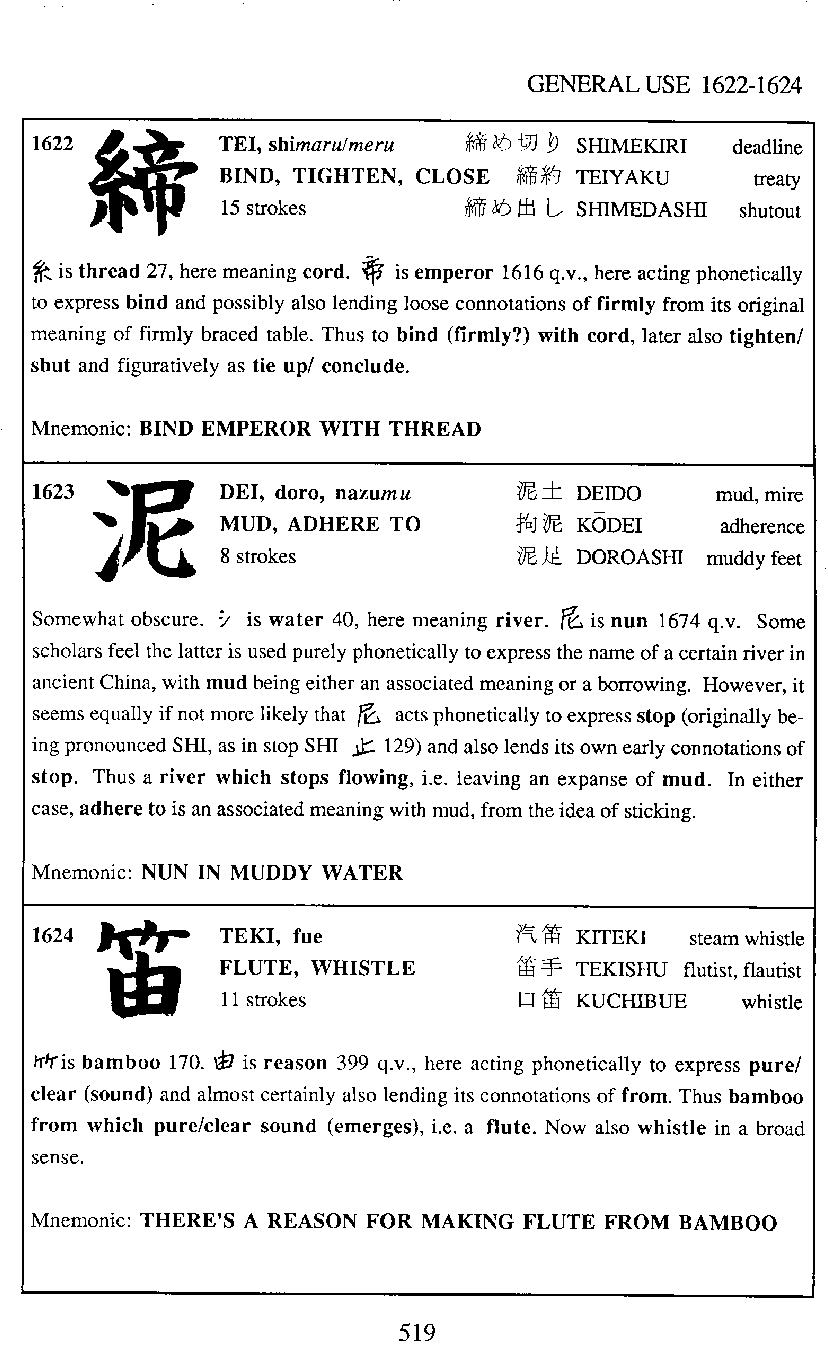 GENERAL USE 1622-1624
1622 締 TEI, shimaru/meru 締め切り SHIMEKIRI deadline
BIND, TIGHTEN, CLOSE 締約 TEIYAKU treaty
15 strokes 締め出し SHIMEDASHI shutout
糸 is thread 27, here meaning cord. 帝 is emperor 1616 q.v., here acting phonetically
to express bind and possibly also lending loose connotations of firmly from its original
meaning of firmly braced table. Thus to bind (firmly?) with cord, later also tighten/
shut and figuratively as tie up/ conclude.
Mnemonic: BIND EMPEROR WITH THREAD
1623 泥 DEI, doro, nazumu 泥土 DEIDO mud, mire
MUD, ADHERE TO 拘泥 KŌDEI adherence
8 strokes 泥足 DOROASHI muddy feet
Somewhat obscure. 氵 is water 40, here meaning river. 尼 is nun 1674 q.v. Some
scholars feel the latter is used purely phonetically to express the name of a certain river in
ancient China, with mud being either an associated meaning or a borrowing. However, it
seems equally if not more likely that 尼 acts phonetically to express stop (originally be-
ing pronounced SHI, as in stop SHI 止 129) and also lends its own early connotations of
stop. Thus a river which stops flowing, i.e. leaving an expanse of mud. In either
case, adhere to is an associated meaning with mud, from the idea of sticking.
Mnemonic: NUN IN MUDDY WATER
1624 笛 TEKI, fue 汽笛 KITEKI steam whistle
FLUTE, WHISTLE 笛手 TEKISHU flutist, flautist
11 strokes 口笛 KUCHIBUE whistle
竹 is bamboo 170. 由 is reason 399 q.v., here acting phonetically to express pure/
clear (sound) and almost certainly also lending its connotations of from. Thus bamboo
from which pure/clear sound (emerges), i.e. a flute. Now also whistle in a broad
sense.
Mnemonic: THERE'S A REASON FOR MAKING FLUTE FROM BAMBOO
519